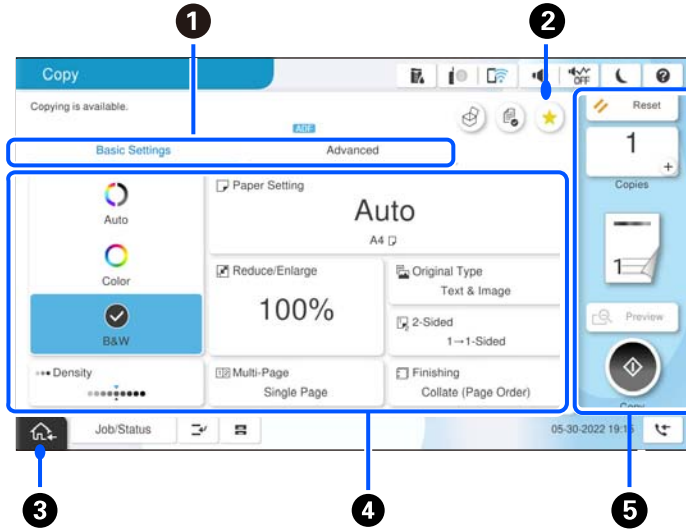 1
2
Copy
OFF
Copying is available.
ADF
Reset
Basic Settings
Advanced
1
+
Copies
Auto
Paper Setting
Auto
A4
Color
Reduce/Enlarge
100%
Original Type
Text & Image
1
B&W
2-Sided
1→1-Sided
Preview
Density
Multi-Page
Single Page
Finishing
Collate (Page Order)
Copy
Job/Status
05-30-2022 19:15
3
4
5